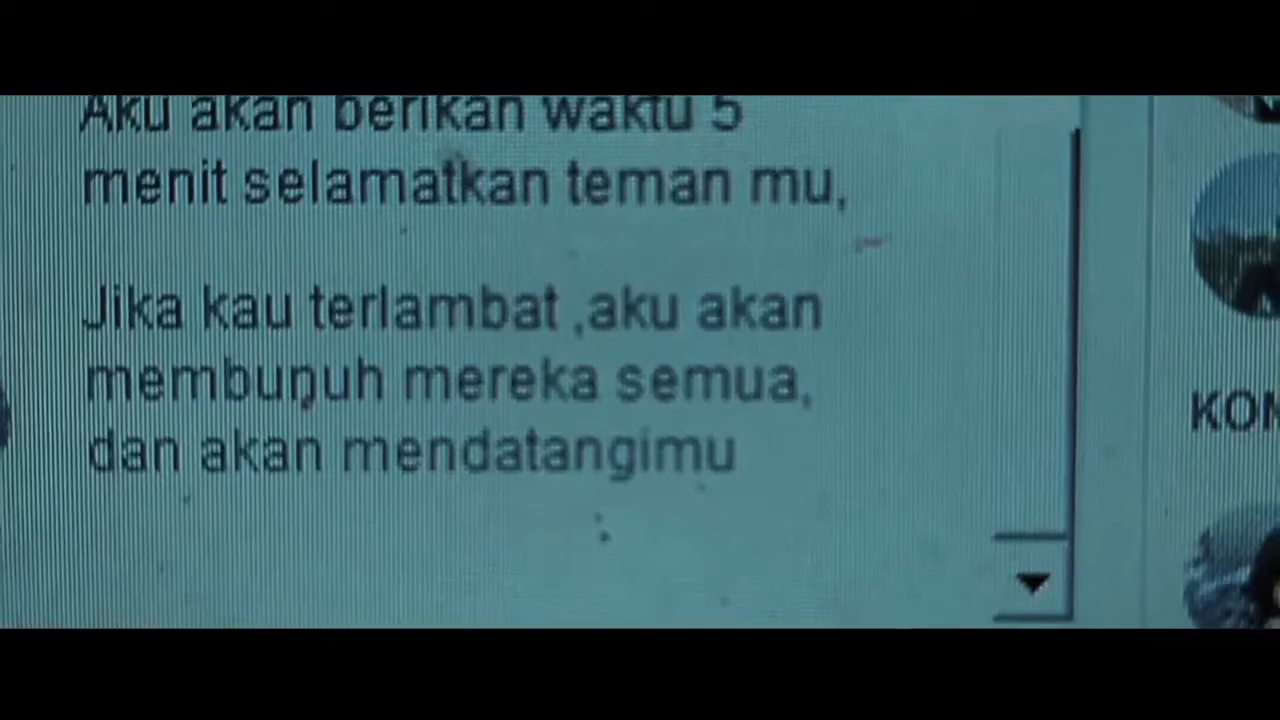 Aku akan berikan waktu 5
menit selamatkan teman mu,
Jika kau terlambat ,aku akan
membunuh mereka semua,
dan akan mendatangimu